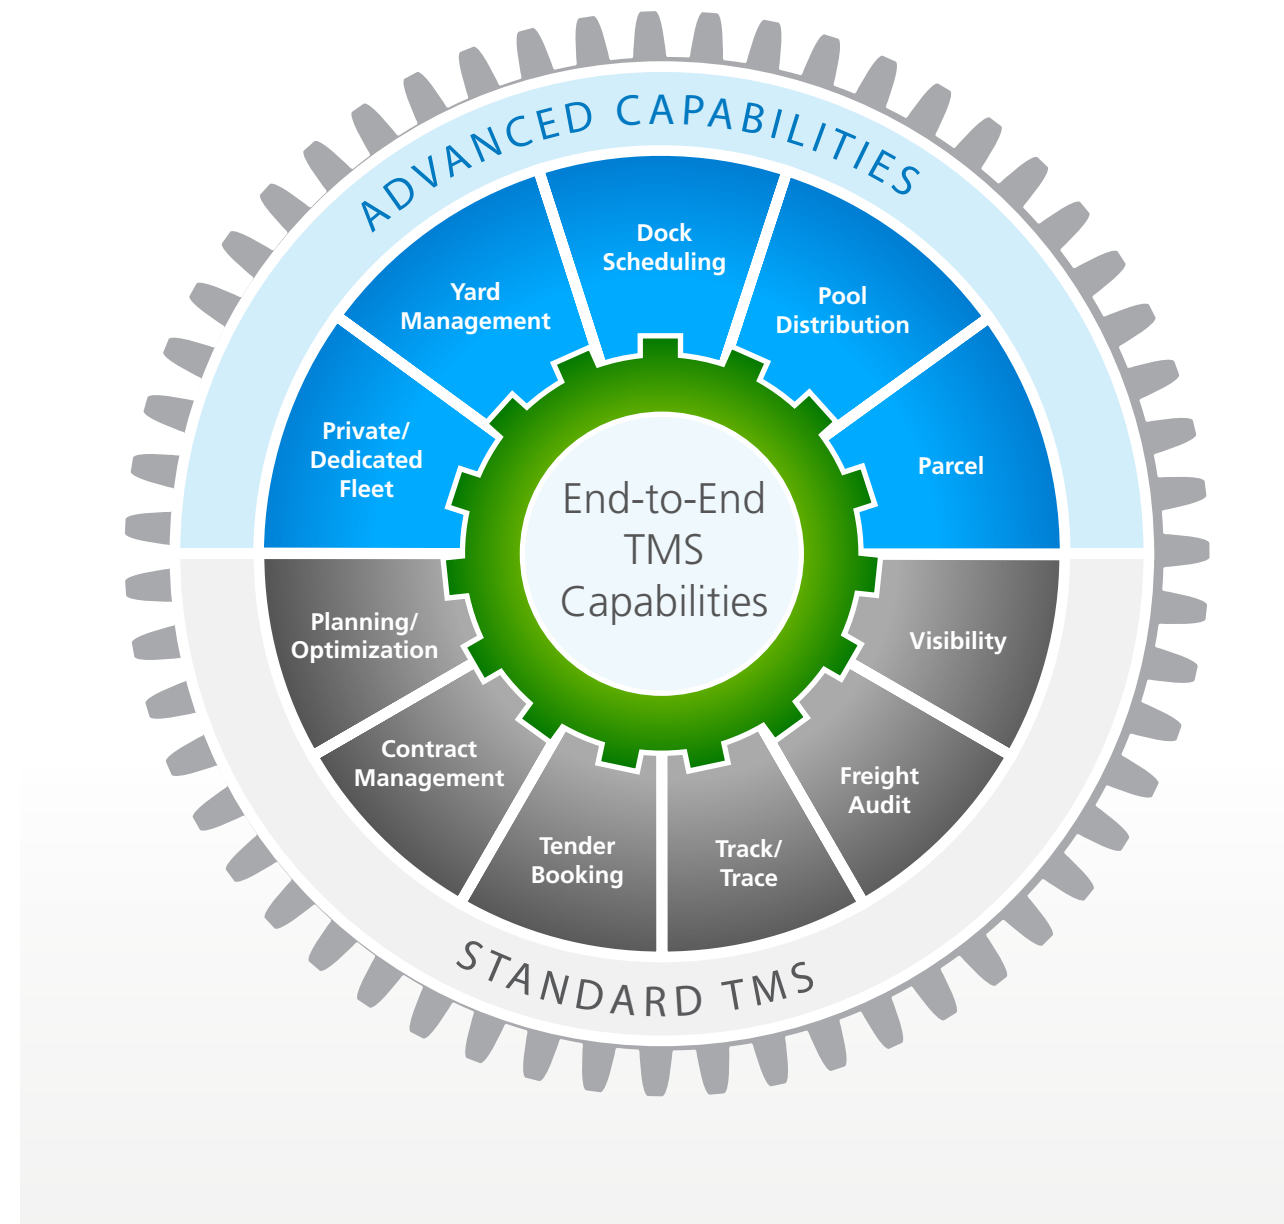 ADVANCED CAPABILITIES
Dock
Scheduling
Yard
Management
Pool
Distribution
Private/
Dedicated
Fleet
Parcel
End-to-End
TMS
Capabilities
Planning/
Optimization
Visibility
Contract
Management
Freight
Audit
Tender
Booking
Track/
Trace
STANDARD TMS